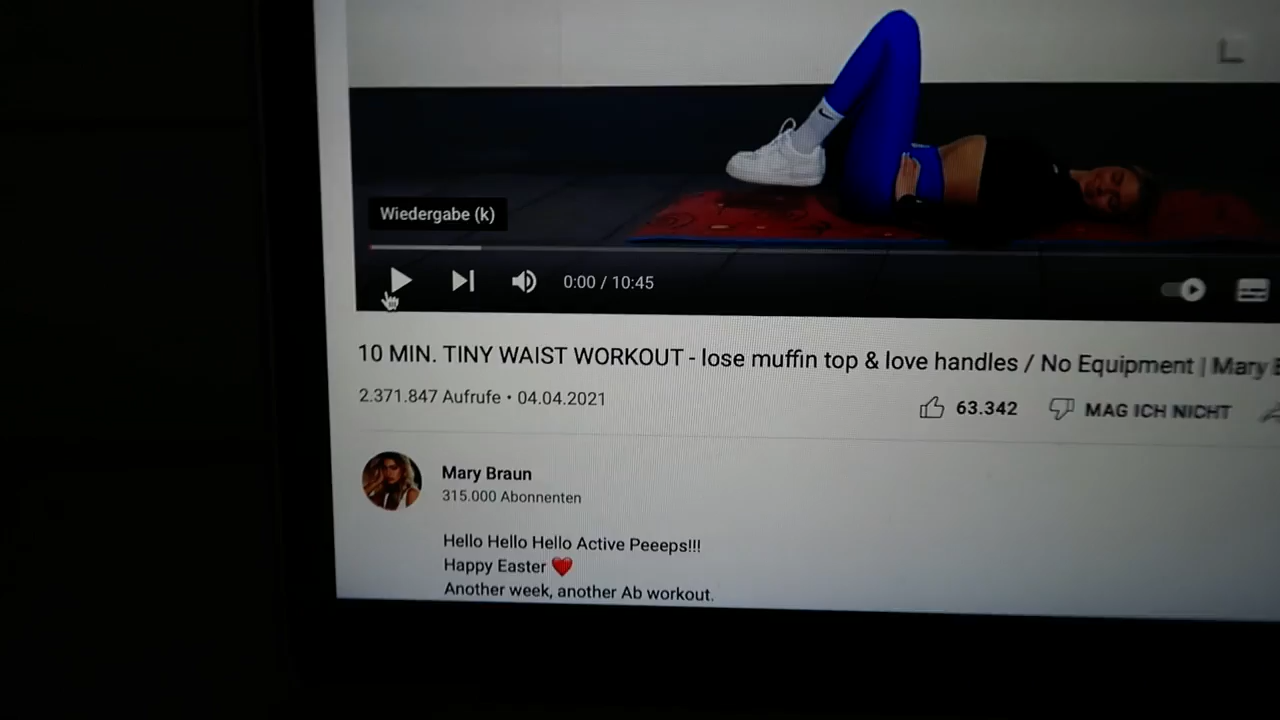 Wiedergabe (k)
0:00 / 10:45
10 MIN. TINY WAIST WORKOUT - lose muffin top & love handles / No Equipment | Mary
2.371.847 Aufrufe • 04.04.2021
63.342 MAG ICH NICHT
Mary Braun
315.000 Abonnenten
Hello Hello Hello Active Peeeps!!!
Happy Easter ❤️
Another week, another Ab workout.